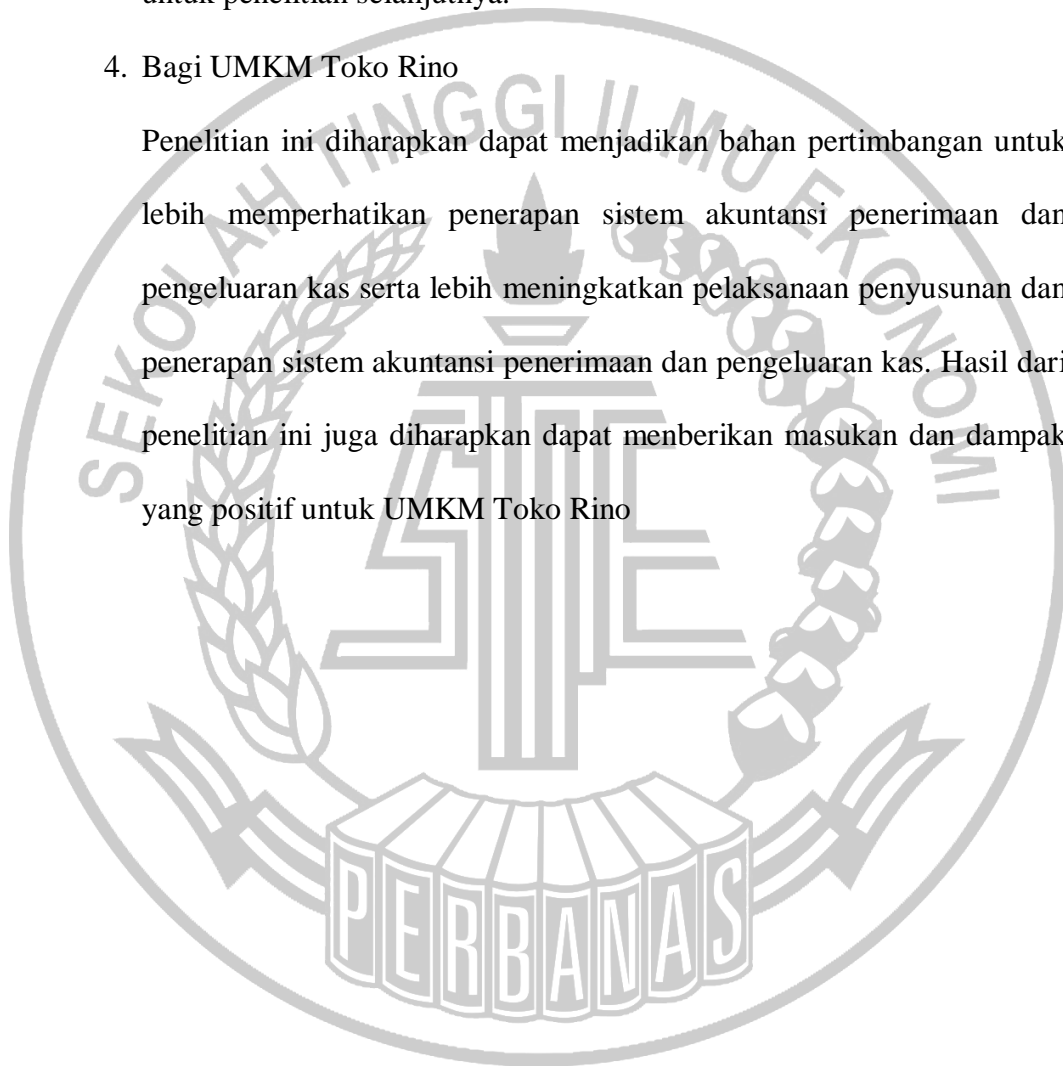 untuk penelitian selanjutnya.
4. Bagi UMKM Toko Rino
Penelitian ini diharapkan dapat menjadikan bahan pertimbangan untuk
lebih memperhatikan penerapan sistem akuntansi penerimaan dan
pengeluaran kas serta lebih meningkatkan pelaksanaan penyusunan dan
penerapan sistem akuntansi penerimaan dan pengeluaran kas. Hasil dari
penelitian ini juga diharapkan dapat menberikan masukan dan dampak
yang positif untuk UMKM Toko Rino
SEKOLAH TINGGI ILMU EKONOMI
PERBANAS